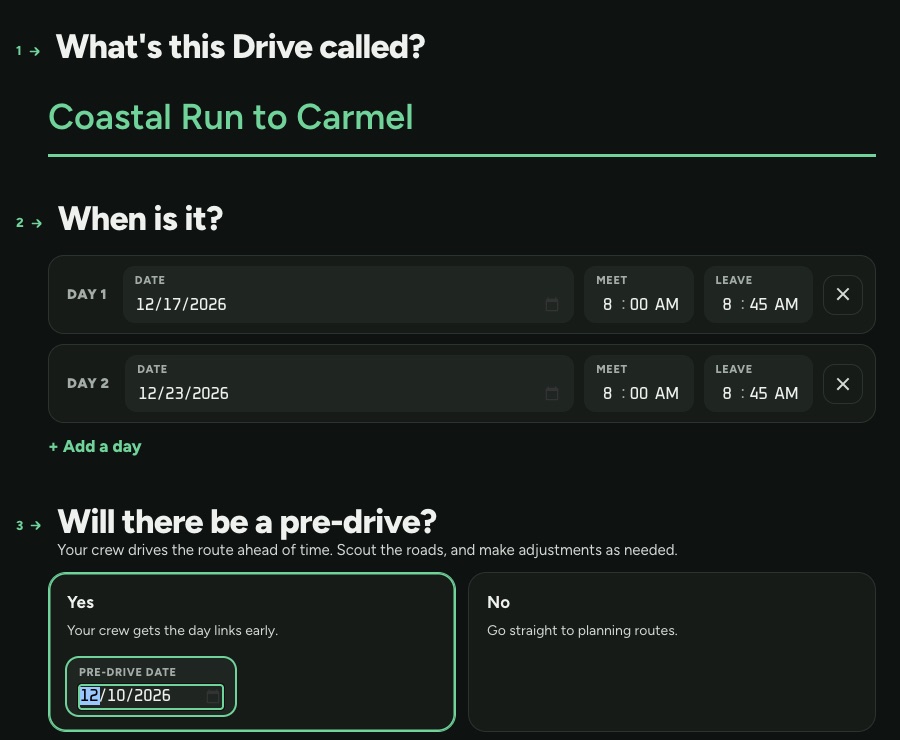 1 → What's this Drive called?
Coastal Run to Carmel
2 → When is it?
DAY 1 DATE 12/17/2026 MEET 8 : 00 AM LEAVE 8 : 45 AM ✕
DAY 2 DATE 12/23/2026 MEET 8 : 00 AM LEAVE 8 : 45 AM ✕
+ Add a day
3 → Will there be a pre-drive?
Your crew drives the route ahead of time. Scout the roads, and make adjustments as needed.
Yes
Your crew gets the day links early.
PRE-DRIVE DATE
12/10/2026
No
Go straight to planning routes.